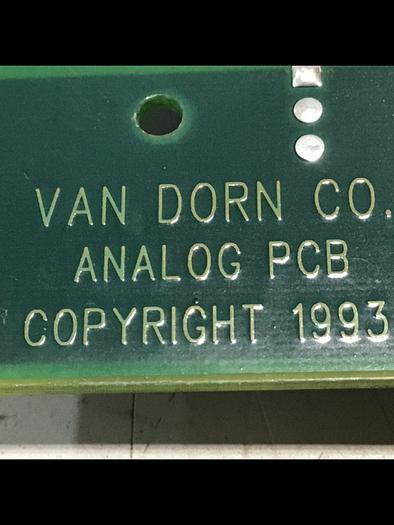 VAN DORN CO.
ANALOG PCB
COPYRIGHT 1993